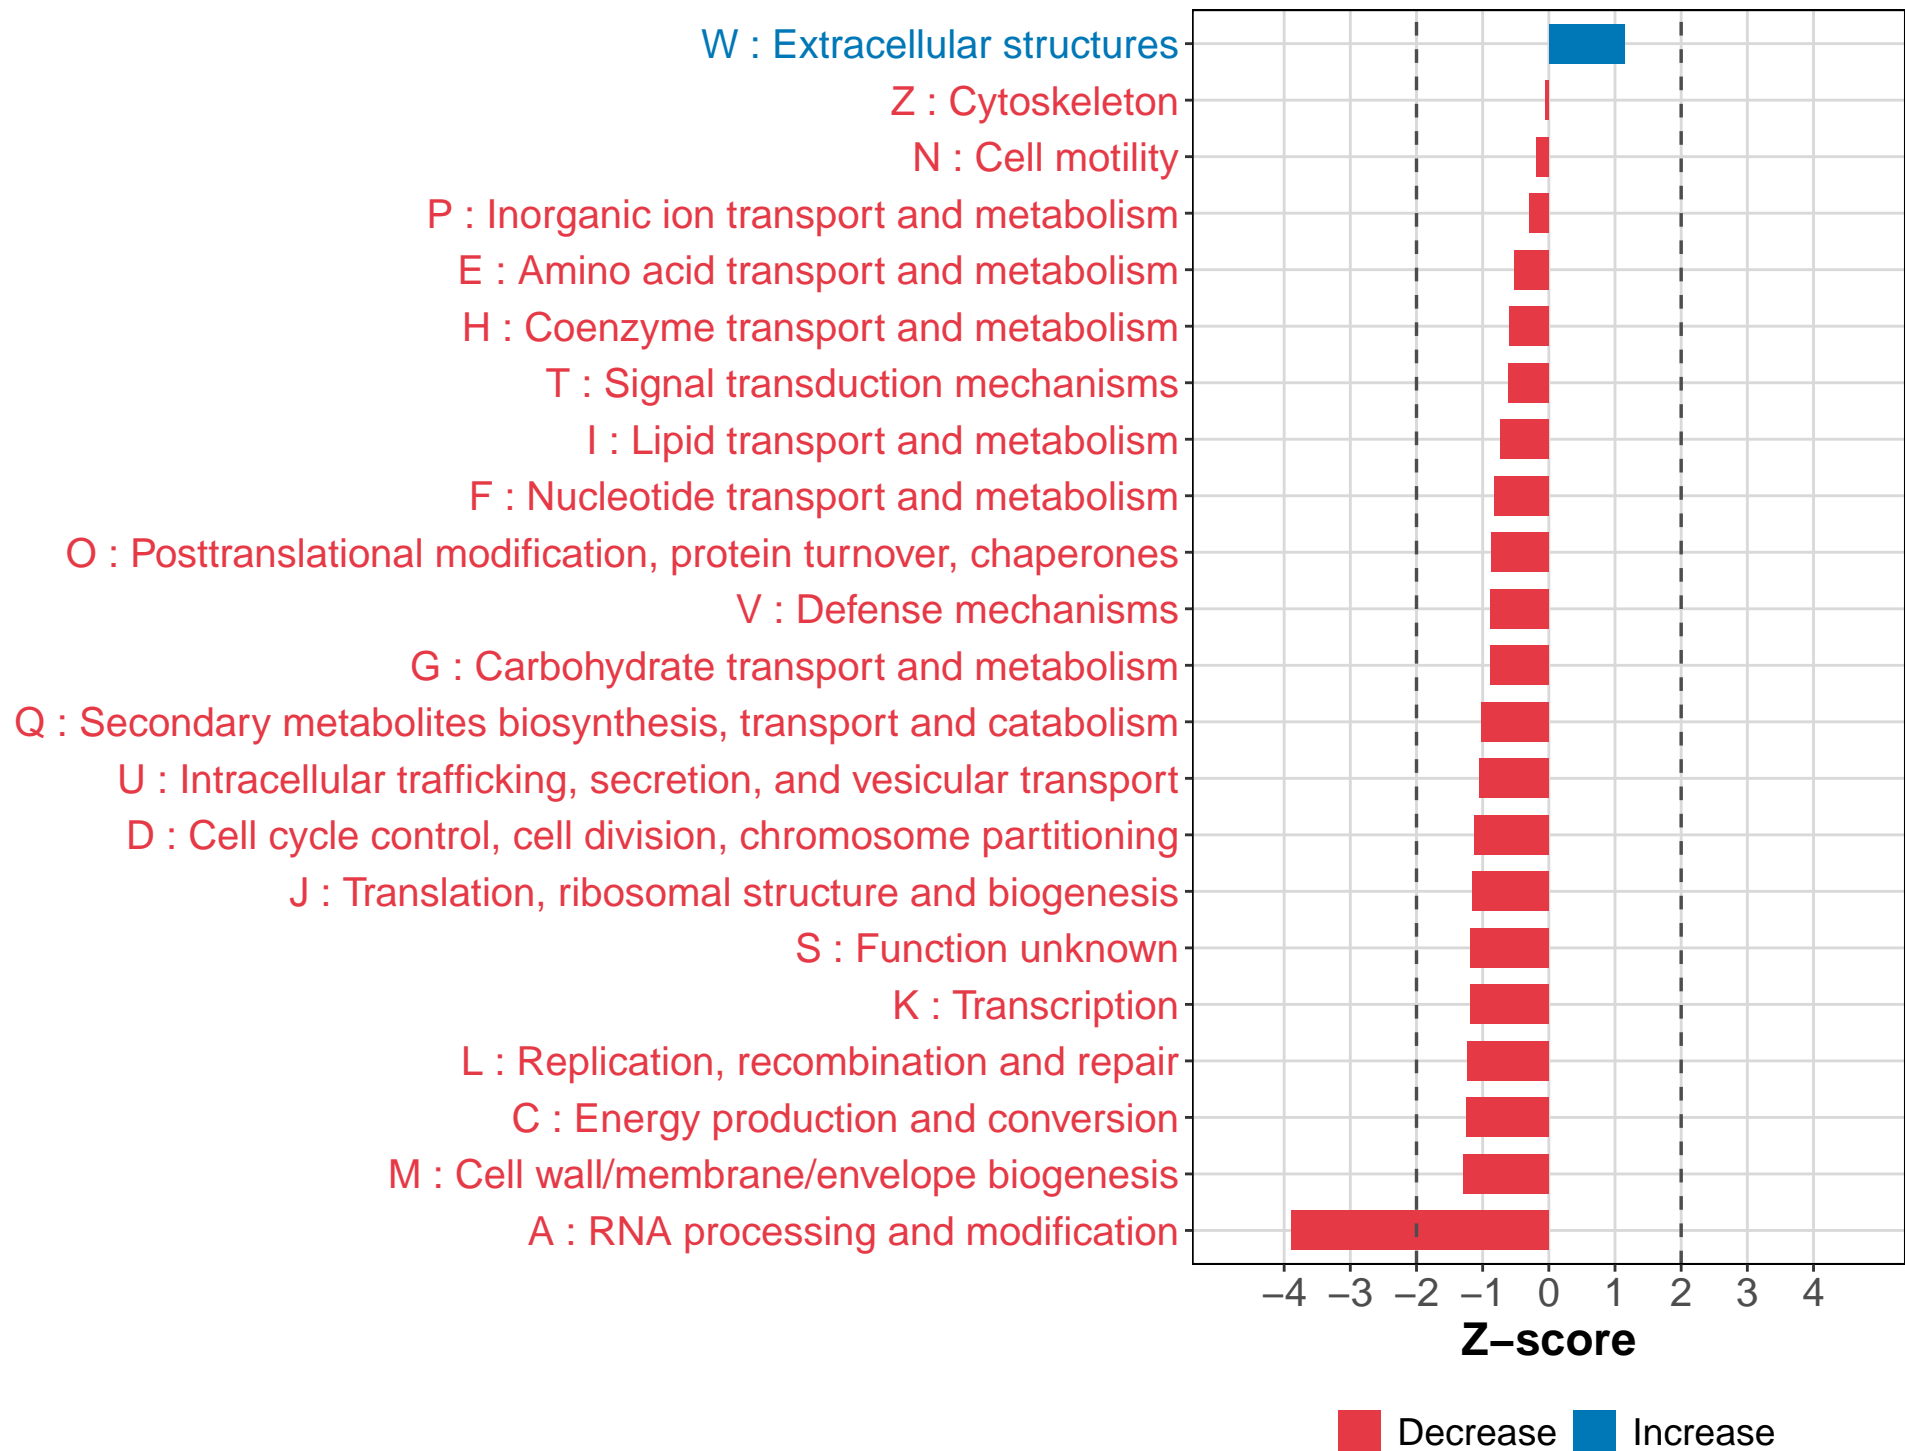 W : Extracellular structures
Z : Cytoskeleton
N : Cell motility
P : Inorganic ion transport and metabolism
E : Amino acid transport and metabolism
H : Coenzyme transport and metabolism
T : Signal transduction mechanisms
I : Lipid transport and metabolism
F : Nucleotide transport and metabolism
O : Posttranslational modification, protein turnover, chaperones
V : Defense mechanisms
G : Carbohydrate transport and metabolism
Q : Secondary metabolites biosynthesis, transport and catabolism
U : Intracellular trafficking, secretion, and vesicular transport
D : Cell cycle control, cell division, chromosome partitioning
J : Translation, ribosomal structure and biogenesis
S : Function unknown
K : Transcription
L : Replication, recombination and repair
C : Energy production and conversion
M : Cell wall/membrane/envelope biogenesis
A : RNA processing and modification
−4 −3 −2 −1 0 1 2 3 4
Z−score
Decrease Increase